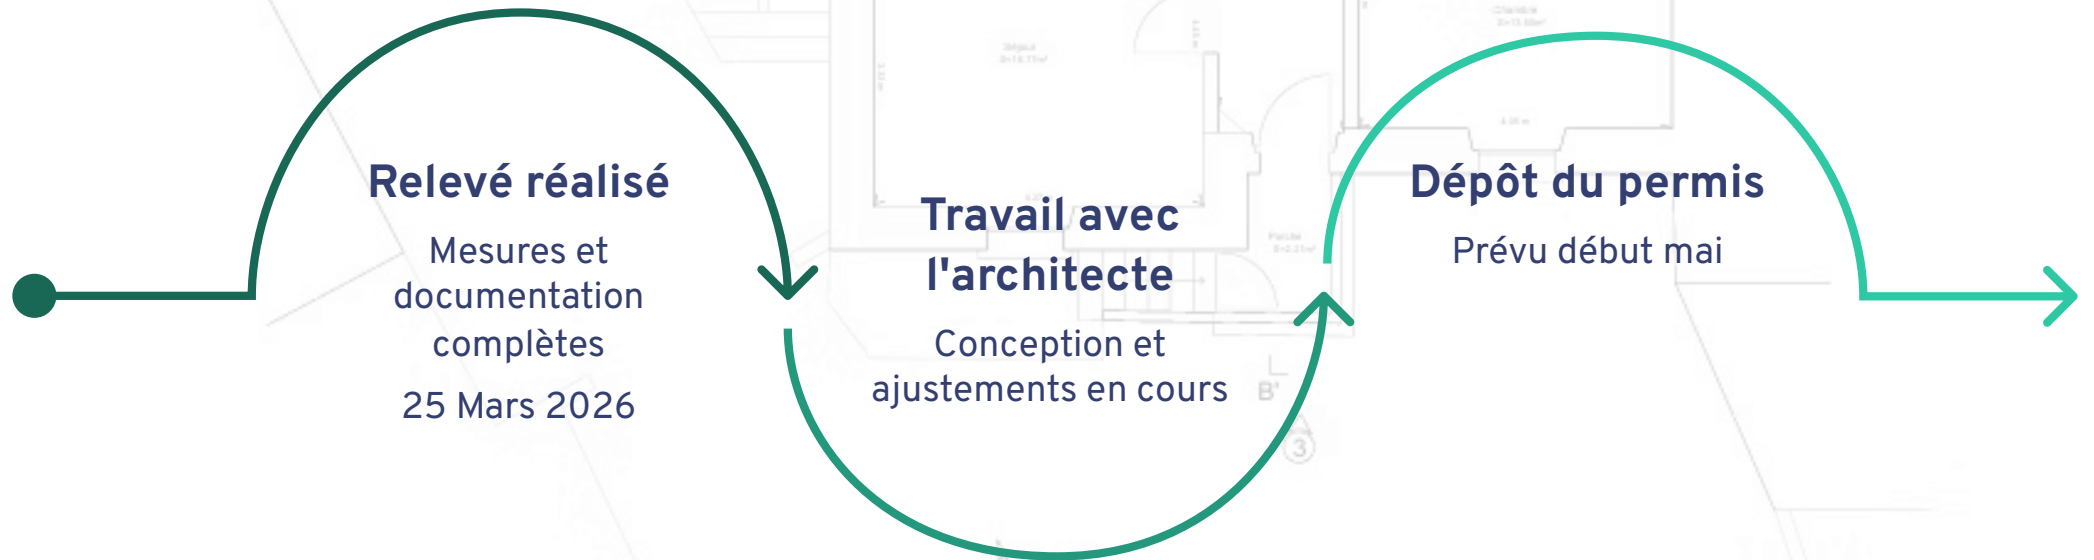 Relevé réalisé
Mesures et
documentation
complètes
25 Mars 2026
Travail avec
l'architecte
Conception et
ajustements en cours
Dépôt du permis
Prévu début mai
B'
3